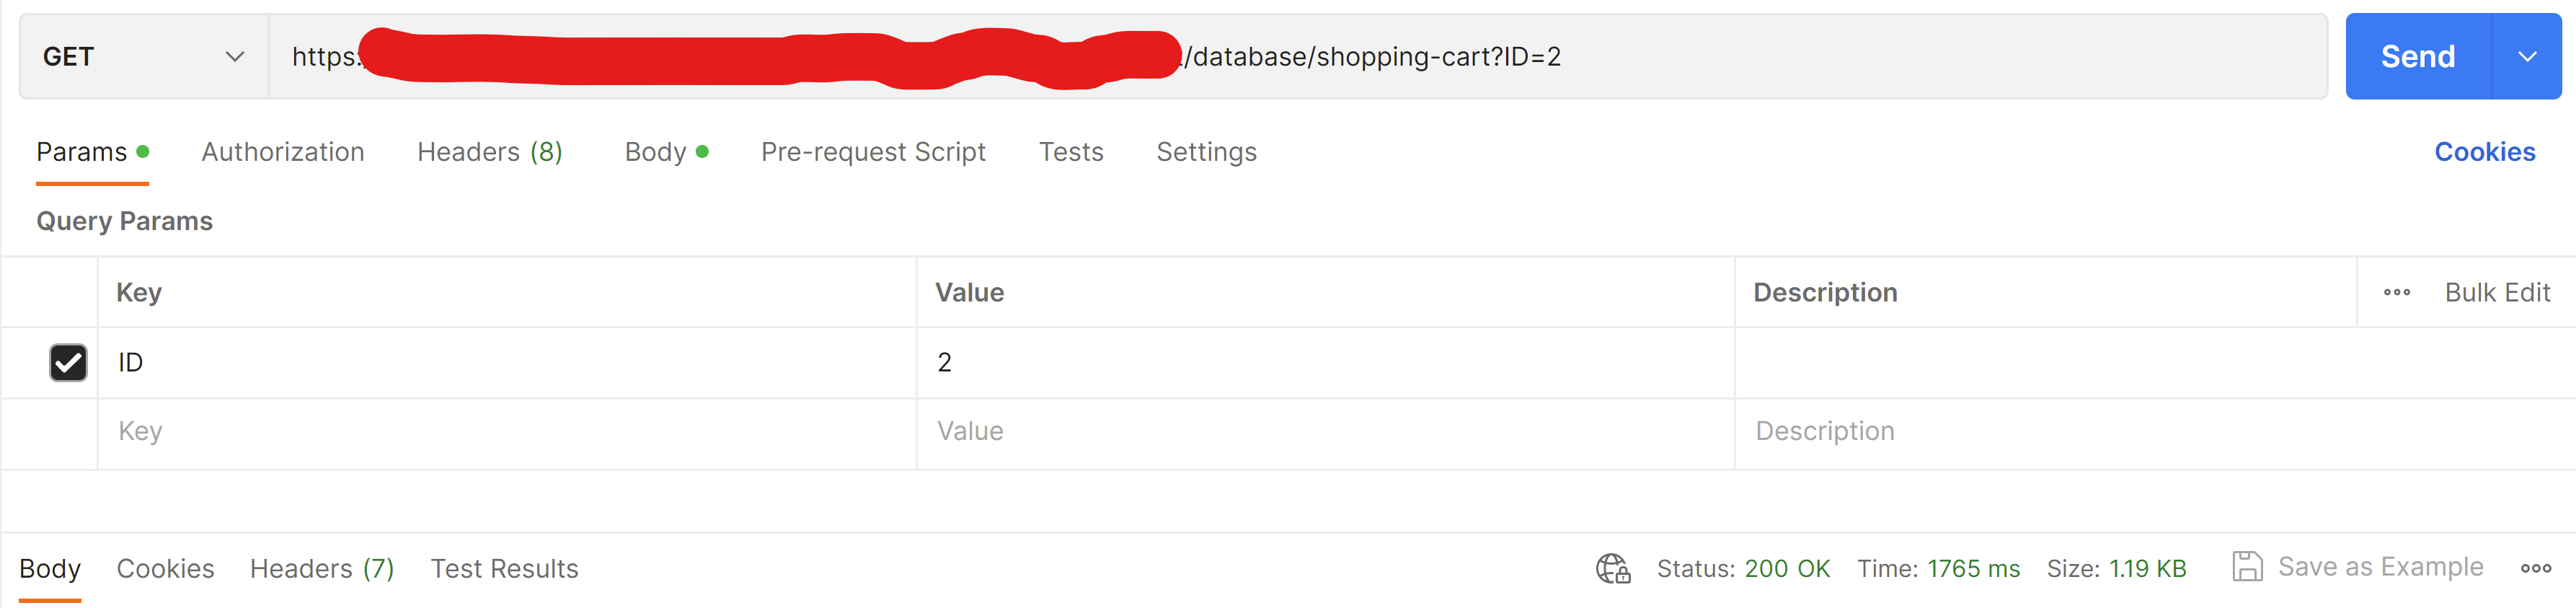 GET https: /database/shopping-cart?ID=2 Send
Params Authorization Headers (8) Body Pre-request Script Tests Settings Cookies
Query Params
Key Value Description Bulk Edit
ID 2
Key Value Description
Body Cookies Headers (7) Test Results Status: 200 OK Time: 1765 ms Size: 1.19 KB Save as Example